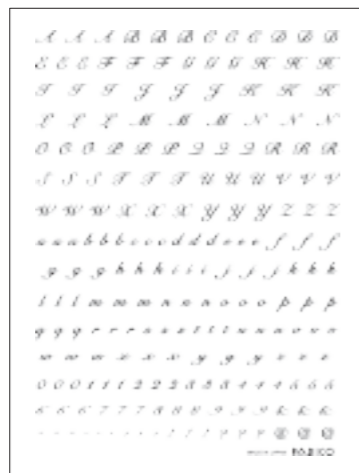 A A A B B B C C C D D D
E E E F F F G G G H H H
I I I J J J K K K
L L L M M M N N N
O O O P P P Q Q Q R R R
S S S T T T U U U V V V
W W W X X X Y Y Y Z Z Z
a a a b b b c c c d d d e e e f f f
g g g h h h i i i j j j k k k
l l l m m m n n n o o o p p p
q q q r r r s s s t t t u u u v v v
w w w x x x y y y z z z
0 0 0 1 1 1 2 2 2 3 3 3 4 4 4 5 5 5
6 6 6 7 7 7 8 8 8 9 9 9 & & &